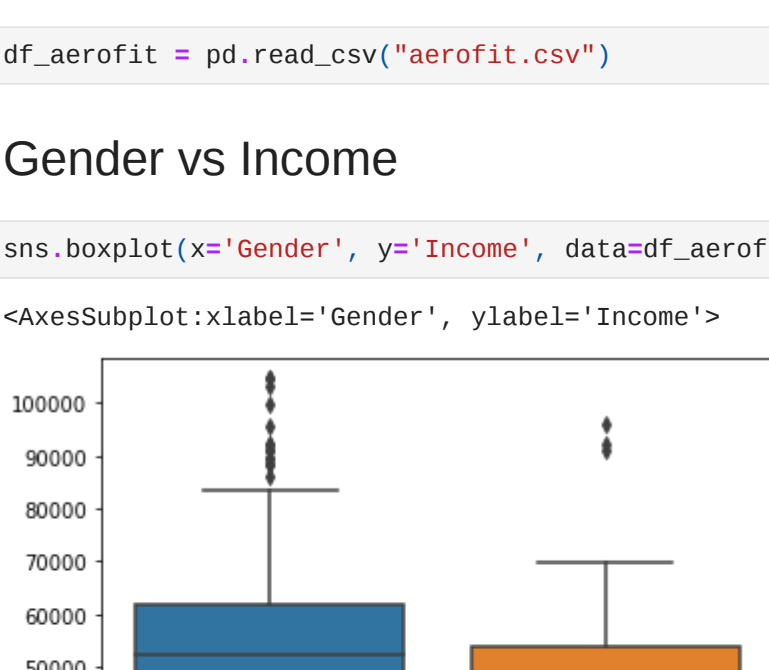 df_aerofit = pd.read_csv("aerofit.csv")
Gender vs Income
sns.boxplot(x='Gender', y='Income', data=df_aerof
<AxesSubplot:xlabel='Gender', ylabel='Income'>
100000
90000
80000
70000
60000
50000